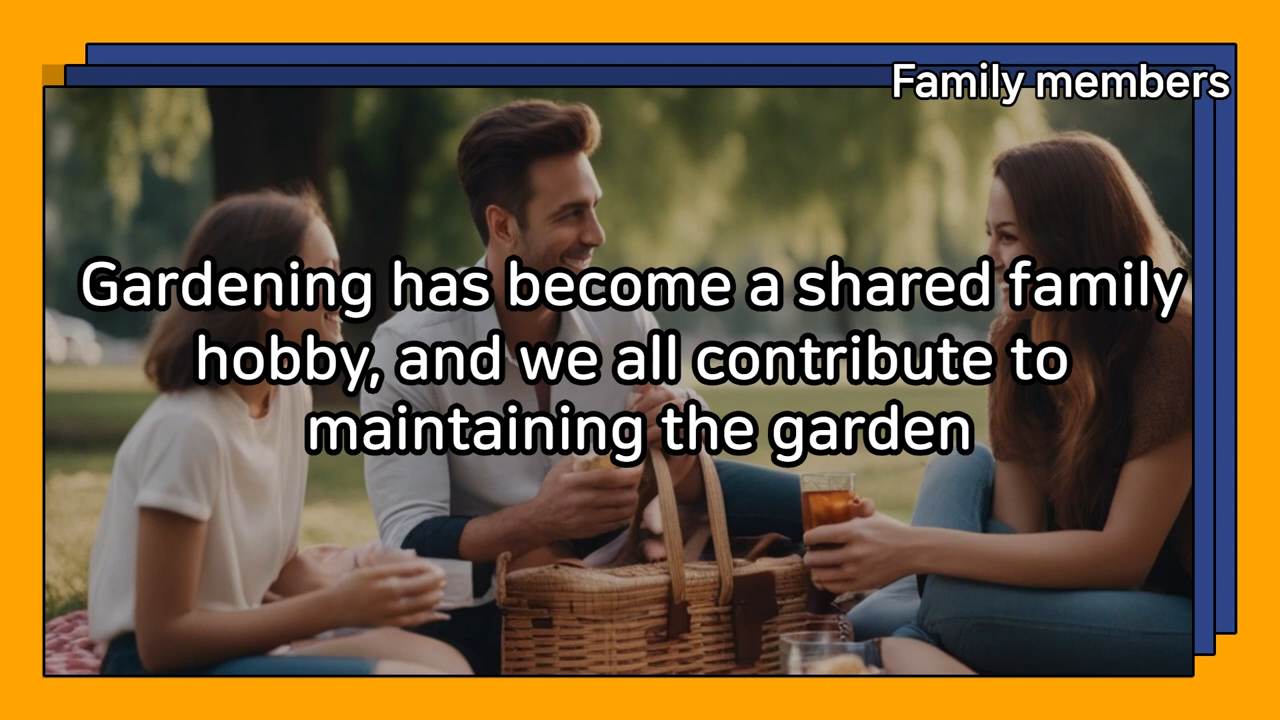 Family members
Gardening has become a shared family
hobby, and we all contribute to
maintaining the garden